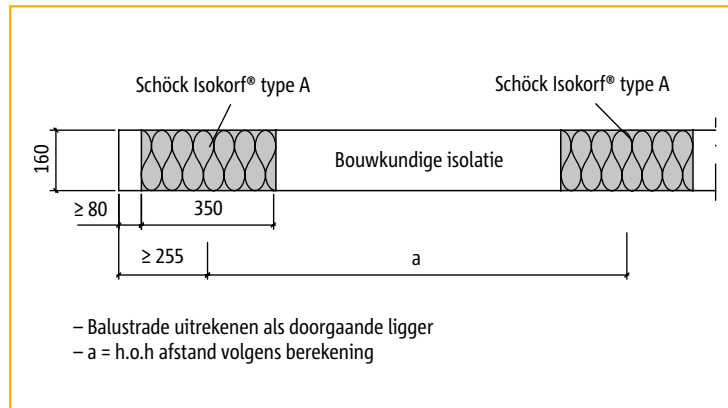 Schöck Isokorf® type A
Schöck Isokorf® type A
Bouwkundige isolatie
160
≥ 80
350
≥ 255
a
– Balustrade uitrekenen als doorgaande ligger
– a = h.o.h afstand volgens berekening